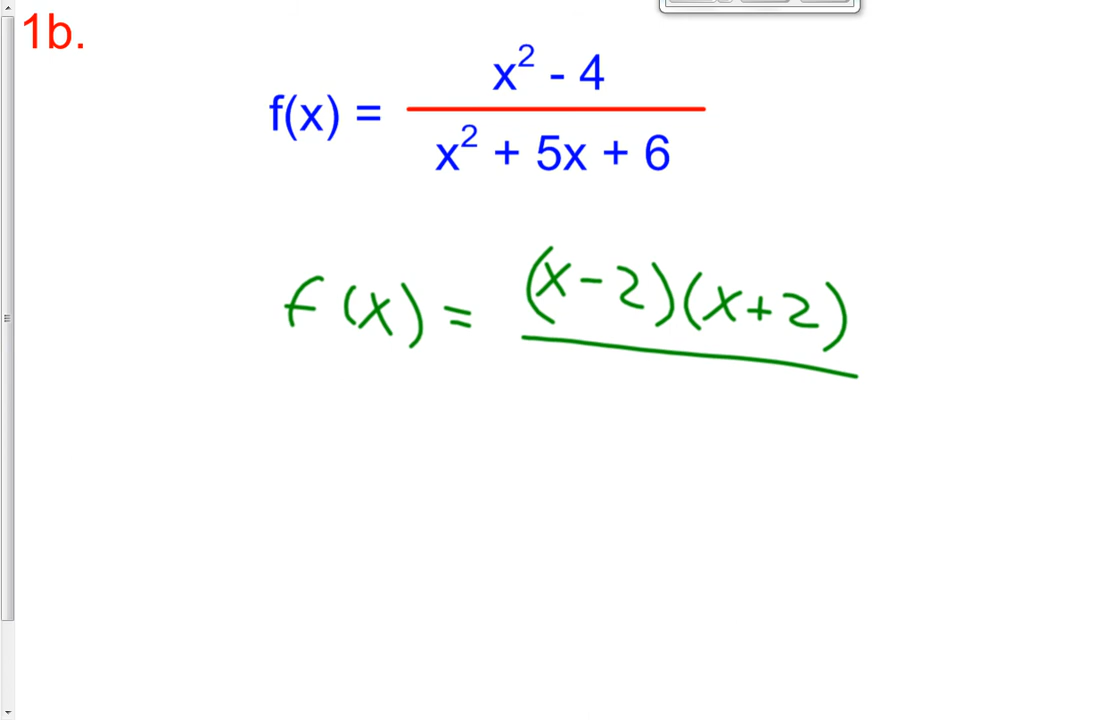 1b.
f(x) = x² - 4 / x² + 5x + 6
f(x) = (x-2)(x+2)